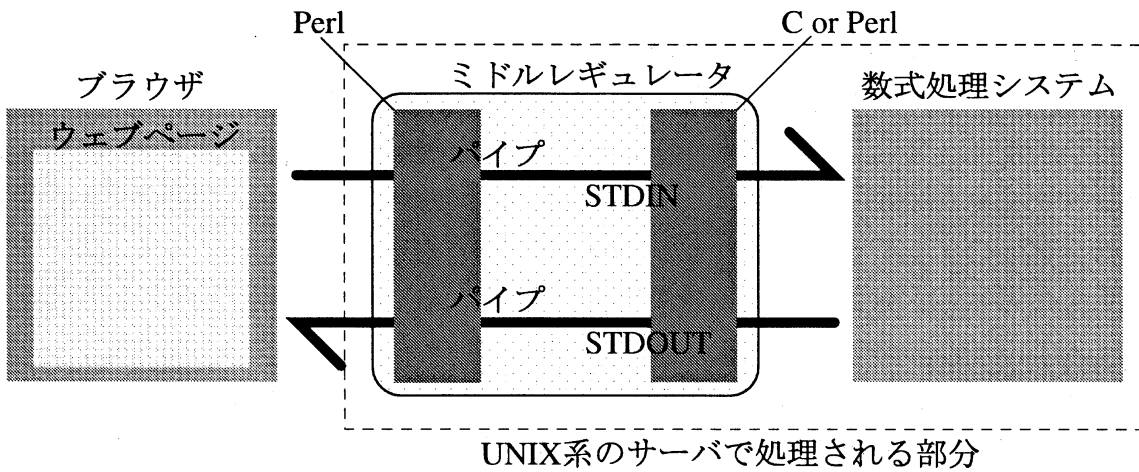 Perl
C or Perl
ミドルレギュレータ
ブラウザ
数式処理システム
ウェブページ
パイプ
STDIN
パイプ
STDOUT
UNIX系のサーバで処理される部分